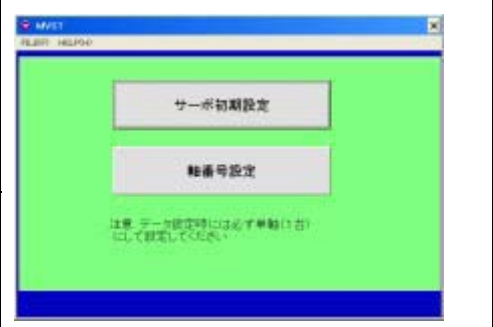 MVST
FILE(F) HELP(H)
サーボ初期設定
軸番号設定
注意 データ設定時には必ず単軸(1台)
にして設定してください